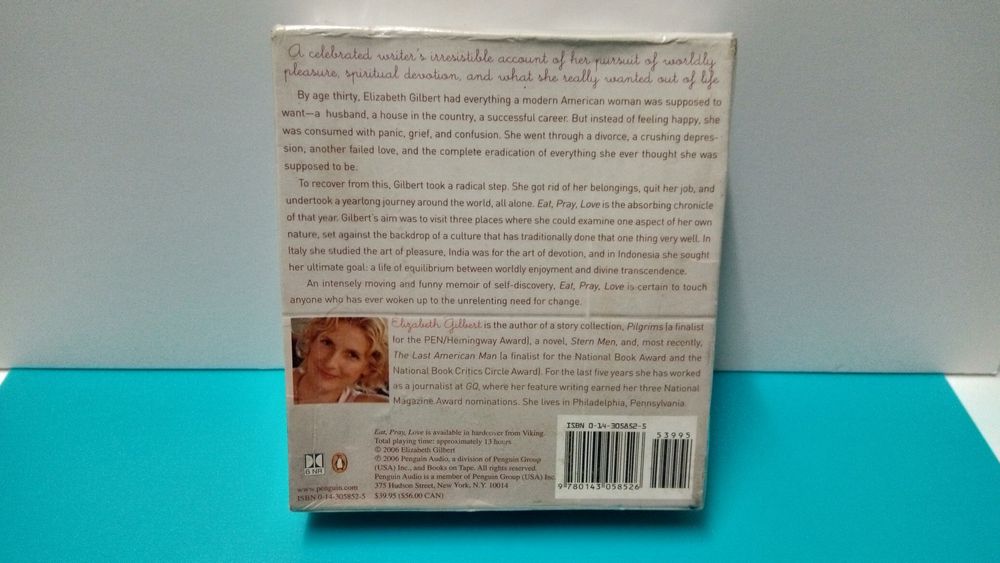 A celebrated writer's irresistible account of her pursuit of worldly
pleasure, spiritual devotion, and what she really wanted out of life
By age thirty, Elizabeth Gilbert had everything a modern American woman was supposed to
want—a husband, a house in the country, a successful career. But instead of feeling happy, she
was consumed with panic, grief, and confusion. She went through a divorce, a crushing depres-
sion, another failed love, and the complete eradication of everything she ever thought she was
supposed to be.
To recover from this, Gilbert took a radical step. She got rid of her belongings, quit her job, and
undertook a yearlong journey around the world, all alone. Eat, Pray, Love is the absorbing chronicle
of that year. Gilbert's aim was to visit three places where she could examine one aspect of her own
nature, set against the backdrop of a culture that has traditionally done that one thing very well. In
Italy she studied the art of pleasure, India was for the art of devotion, and in Indonesia she sought
her ultimate goal: a life of equilibrium between worldly enjoyment and divine transcendence.
An intensely moving and funny memoir of self-discovery, Eat, Pray, Love is certain to touch
anyone who has ever woken up to the unrelenting need for change.
Elizabeth Gilbert is the author of a story collection, Pilgrims (a finalist
for the PEN/Hemingway Award), a novel, Stern Men, and, most recently,
The Last American Man (a finalist for the National Book Award and the
National Book Critics Circle Award). For the last five years she has worked
as a journalist at GQ, where her feature writing earned her three National
Magazine Award nominations. She lives in Philadelphia, Pennsylvania.
Eat, Pray, Love is available in hardcover from Viking.
Total playing time: approximately 13 hours
© 2006 Elizabeth Gilbert
℗ 2006 Penguin Audio, a division of Penguin Group
(USA) Inc., and Books on Tape. All rights reserved.
Penguin Audio is a member of Penguin Group (USA) Inc.
375 Hudson Street, New York, N.Y. 10014
$39.95 ($56.00 CAN)
6 NR
www.penguin.com
ISBN 0-14-305852-5
ISBN 0-14-305852-5
53995
9 780143 058526